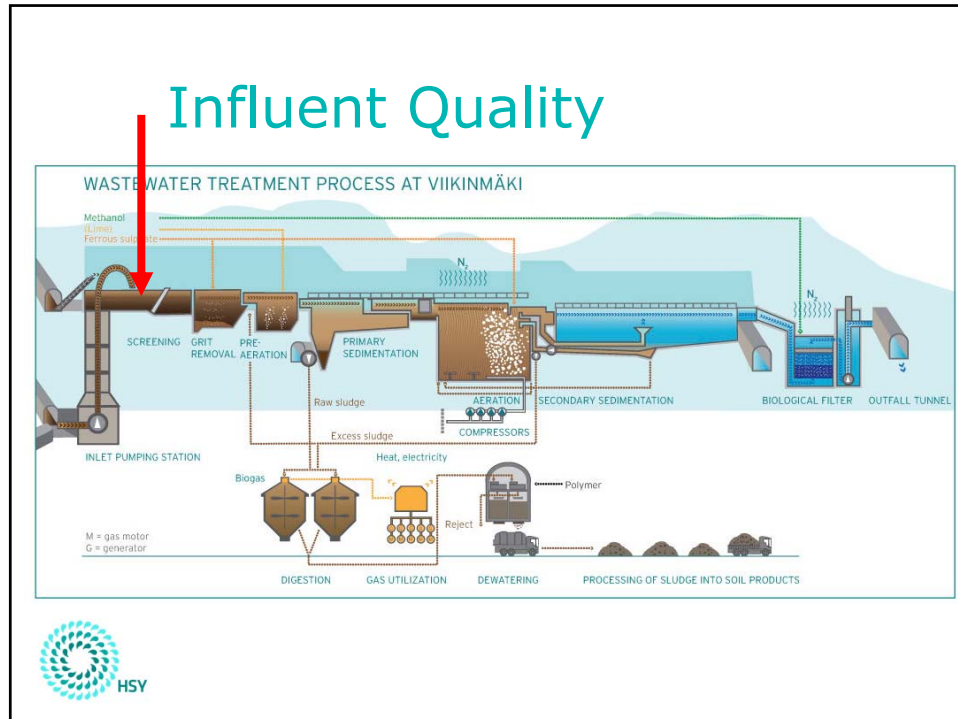 Influent Quality
WASTEWATER TREATMENT PROCESS AT VIIKINMÄKI
Methanol
(Lime)
Ferrous sulphate
N2
N2
SCREENING
GRIT
REMOVAL
PRE-
AERATION
PRIMARY
SEDIMENTATION
AERATION
SECONDARY SEDIMENTATION
BIOLOGICAL FILTER
OUTFALL TUNNEL
Raw sludge
COMPRESSORS
Excess sludge
INLET PUMPING STATION
Heat, electricity
Biogas
Polymer
Reject
M = gas motor
G = generator
DIGESTION
GAS UTILIZATION
DEWATERING
PROCESSING OF SLUDGE INTO SOIL PRODUCTS
HSY